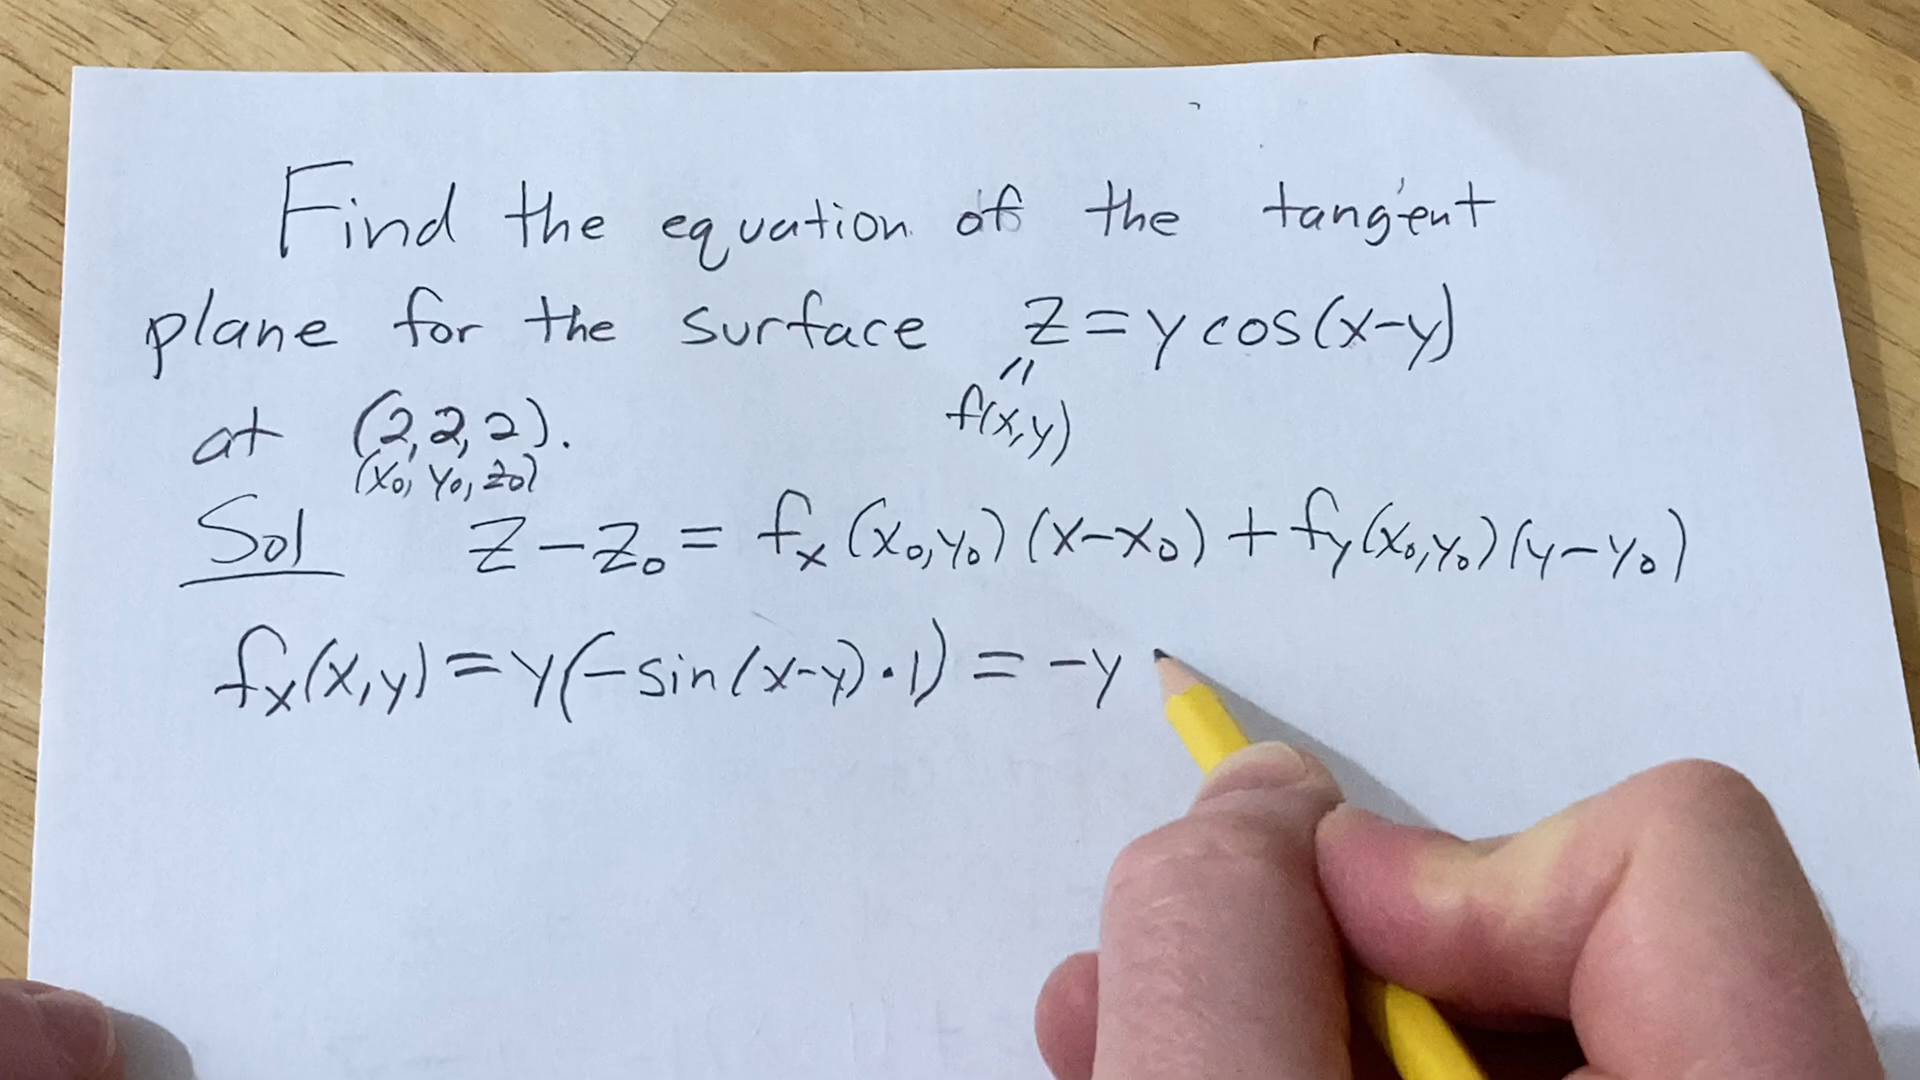 Find the equation of the tangent
plane for the surface z = y cos(x-y)
"
f(x,y)
at (2,2,2).
(x₀, y₀, z₀)
Sol z - z₀ = fₓ(x₀,y₀)(x-x₀) + f_y(x₀,y₀)(y-y₀)
fₓ(x,y) = y(-sin(x-y)·1) = -y